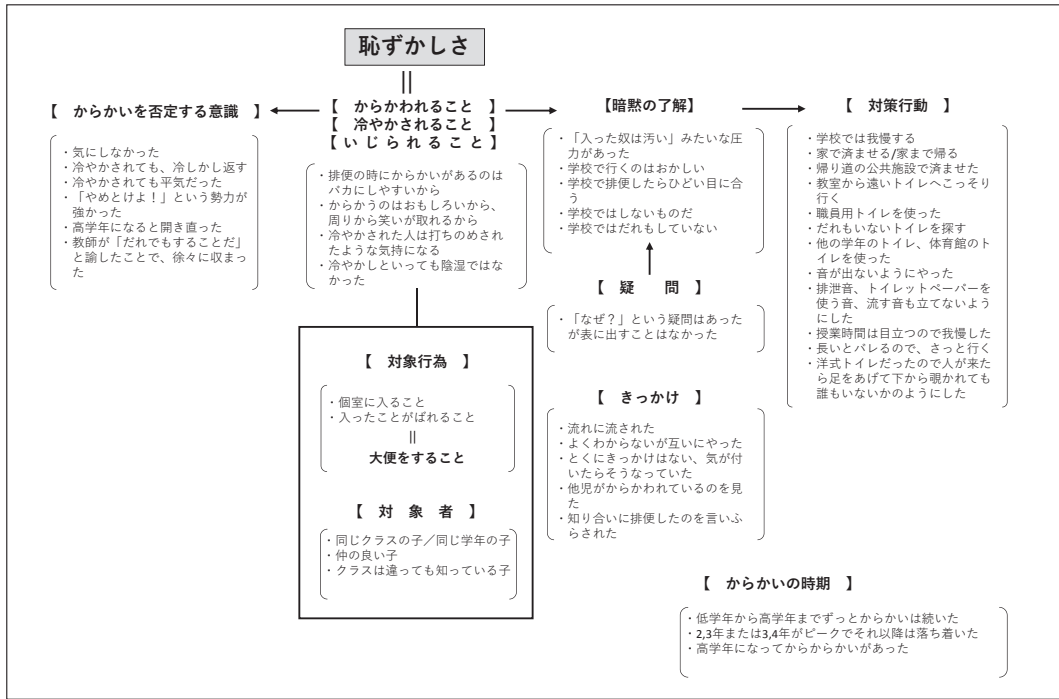 恥ずかしさ
||
【　からかいを否定する意識　】
・気にしなかった
・冷やかされても、冷しかし返す
・冷やかされても平気だった
・「やめとけよ！」という勢力が
強かった
・高学年になると開き直った
・教師が「だれでもすることだ」
と諭したことで、徐々に収まっ
た
【　からかわれること　】
【　冷やかされること　】
【いじられること】
・排便の時にからかいがあるのは
バカにしやすいから
・からかうのはおもしろいから、
周りから笑いが取れるから
・冷やかされた人は打ちのめされ
たような気持になる
・冷やかしといっても陰湿ではな
かった
【　対象行為　】
・個室に入ること
・入ったことがばれること
||
大便をすること
【　対　象　者　】
・同じクラスの子／同じ学年の子
・仲の良い子
・クラスは違っても知っている子
【暗黙の了解】
・「入った奴は汚い」みたいな圧
力があった
・学校で行くのはおかしい
・学校で排便したらひどい目に合
う
・学校ではしないものだ
・学校ではだれもしていない
【　疑　　問　】
・「なぜ？」という疑問はあった
が表に出すことはなかった
【　きっかけ　】
・流れに流された
・よくわからないが互いにやった
・とくにきっかけはない、気が付
いたらそうなっていた
・他児がからかわれているのを見
た
・知り合いに排便したのを言いふ
らされた
【　対策行動　】
・学校では我慢する
・家で済ませる/家まで帰る
・帰り道の公共施設で済ませた
・教室から遠いトイレへこっそり
行く
・職員用トイレを使った
・だれもいないトイレを探す
・他の学年のトイレ、体育館のト
イレを使った
・音が出ないようにやった
・排泄音、トイレットペーパーを
使う音、流す音も立てないよう
にした
・授業時間は目立つので我慢した
・長いとバレるので、さっと行く
・洋式トイレだったので人が来た
ら足をあげて下から覗かれても
誰もいないかのようにした
【　からかいの時期　】
・低学年から高学年までずっとからかいは続いた
・2,3年または3,4年がピークでそれ以降は落ち着いた
・高学年になってからからかいがあった